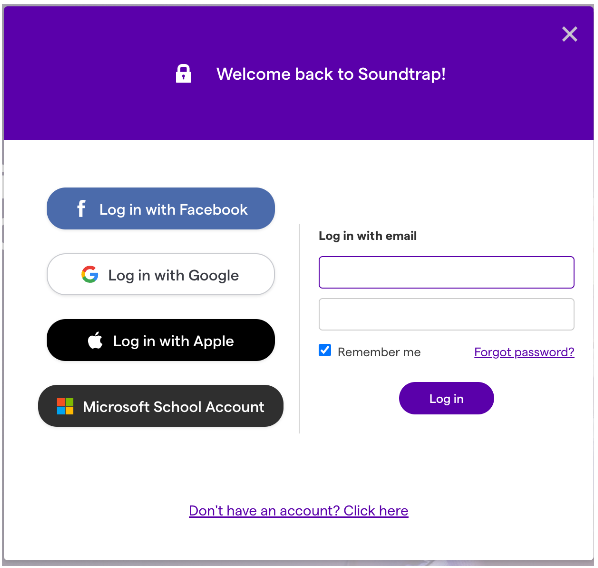 Welcome back to Soundtrap!
Log in with Facebook
Log in with Google
Log in with Apple
Microsoft School Account
Log in with email
Remember me
Forgot password?
Log in
Don't have an account? Click here